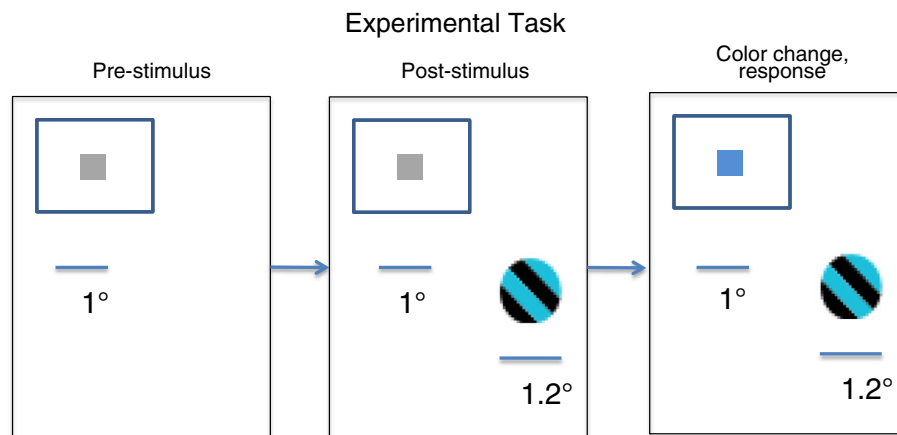 Experimental Task
Pre-stimulus
Post-stimulus
Color change,
response
1°
1°
1.2°
1°
1.2°